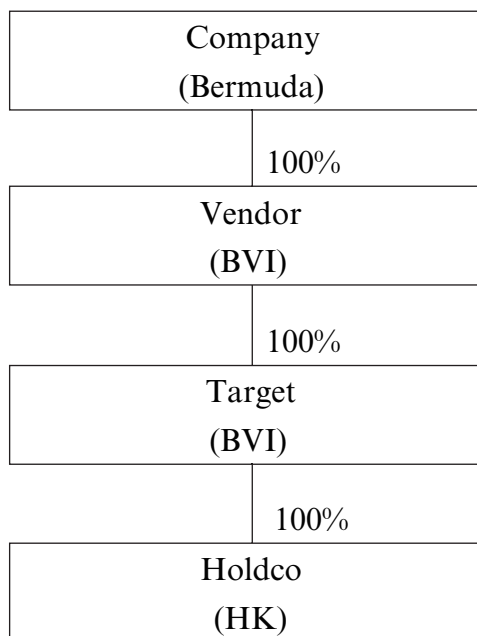 Company
(Bermuda)
100%
Vendor
(BVI)
100%
Target
(BVI)
100%
Holdco
(HK)